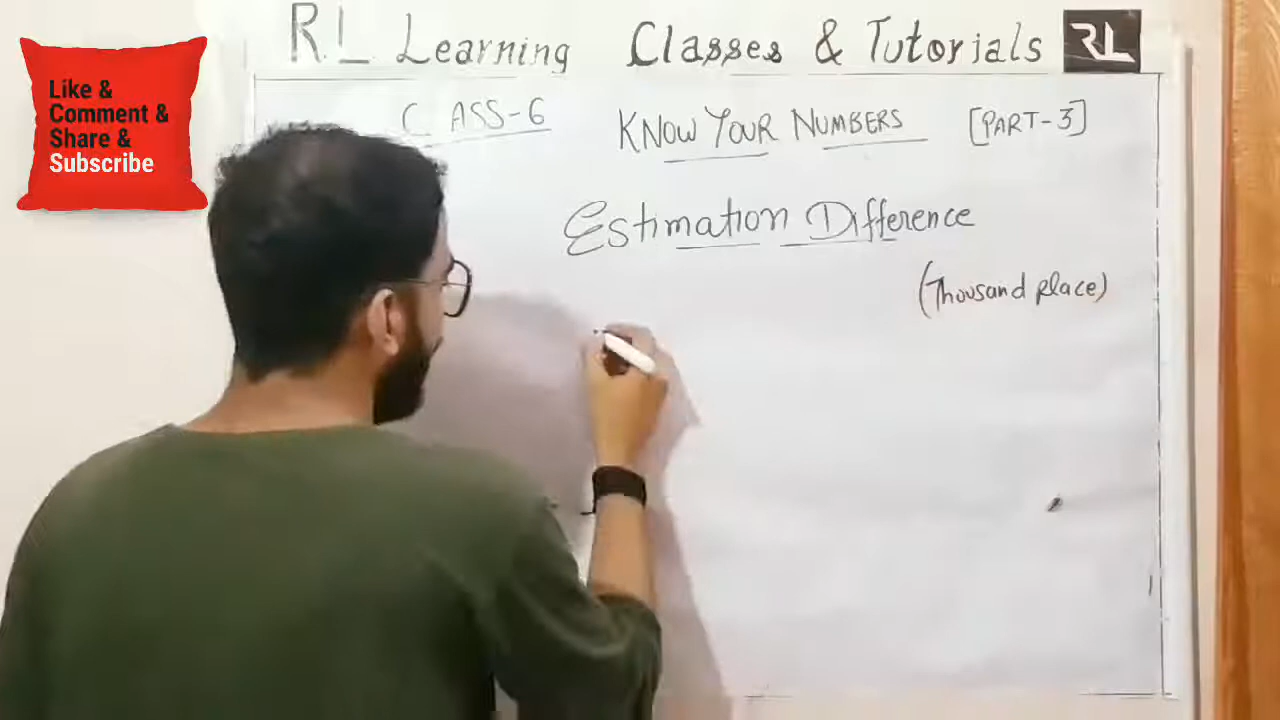 R.L Learning Classes & Tutorials RL
Like &
Comment &
Share &
Subscribe
CLASS-6 KNOW YOUR NUMBERS [PART-3]
Estimation Difference
(Thousand place)